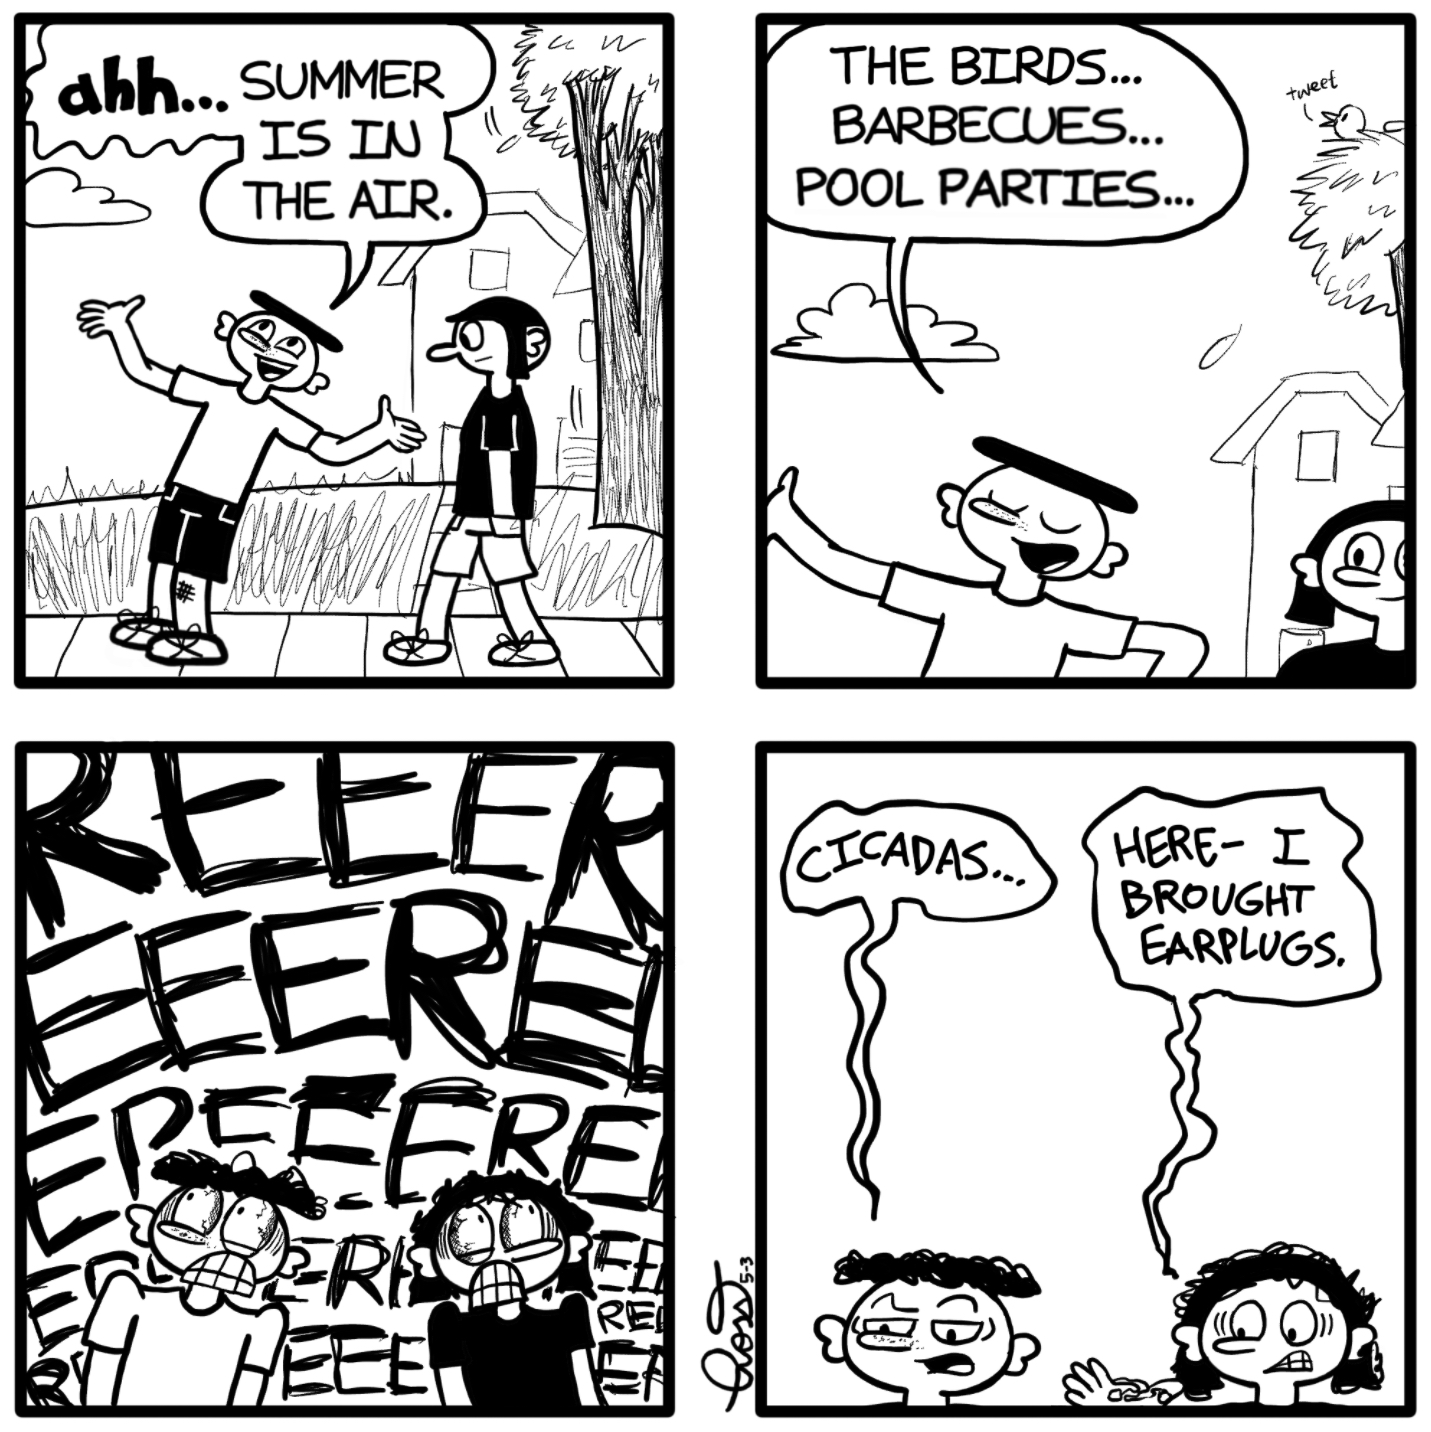 ahh... SUMMER
IS IN
THE AIR.
THE BIRDS...
BARBECUES...
POOL PARTIES...
tweet
REEER
EEERE
EREEERE
CICADAS...
HERE- I
BROUGHT
EARPLUGS.
5-3